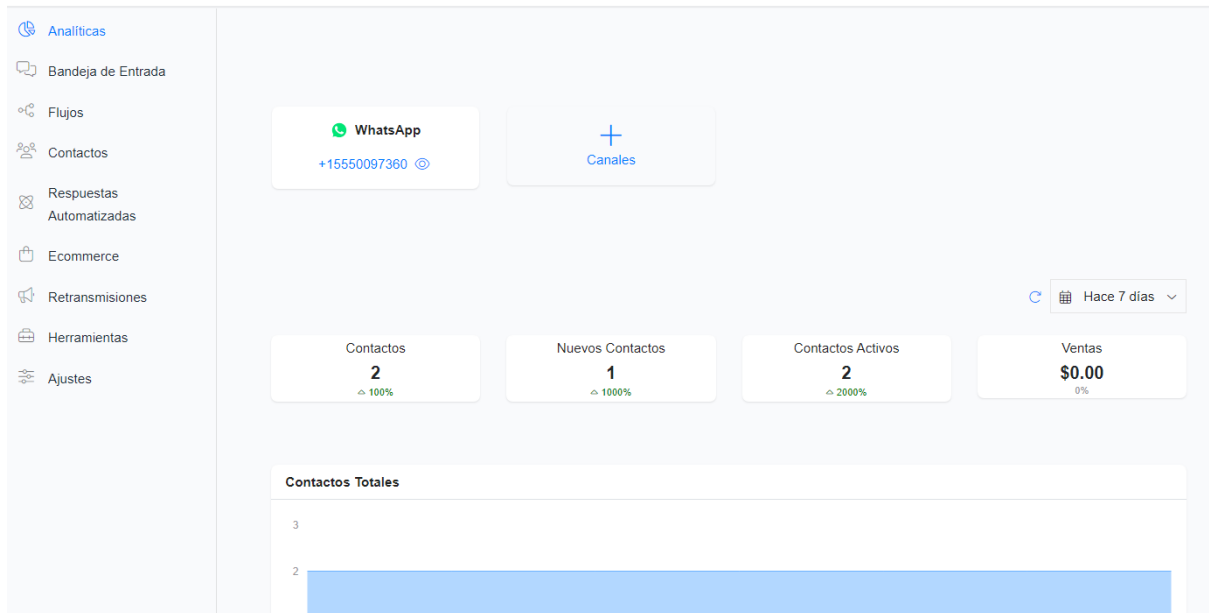 Analíticas
Bandeja de Entrada
Flujos
Contactos
Respuestas
Automatizadas
Ecommerce
Retransmisiones
Herramientas
Ajustes
WhatsApp
+15550097360
Canales
Hace 7 días
Contactos
2
100%
Nuevos Contactos
1
1000%
Contactos Activos
2
2000%
Ventas
$0.00
0%
Contactos Totales
3
2